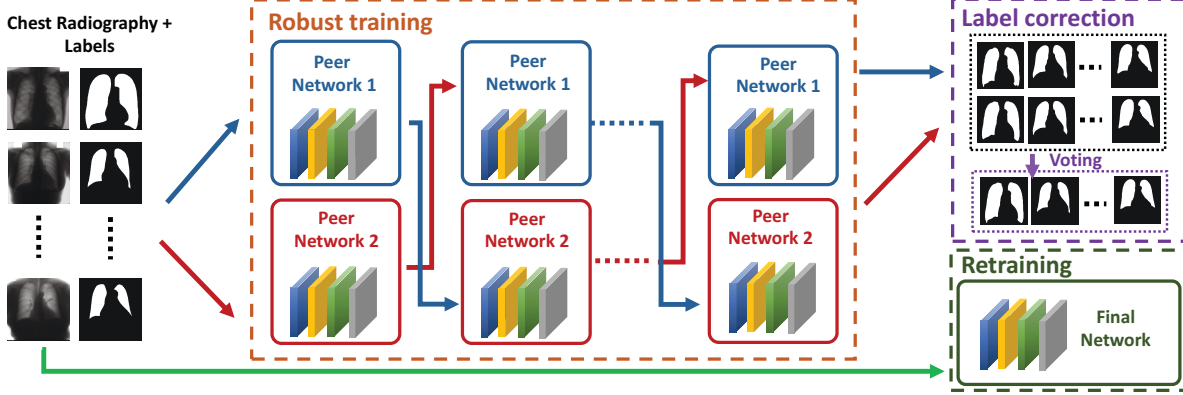 Chest Radiography +
Labels
Robust training
Peer
Network 1
Peer
Network 1
Peer
Network 1
Peer
Network 2
Peer
Network 2
Peer
Network 2
Label correction
Voting
Retraining
Final
Network